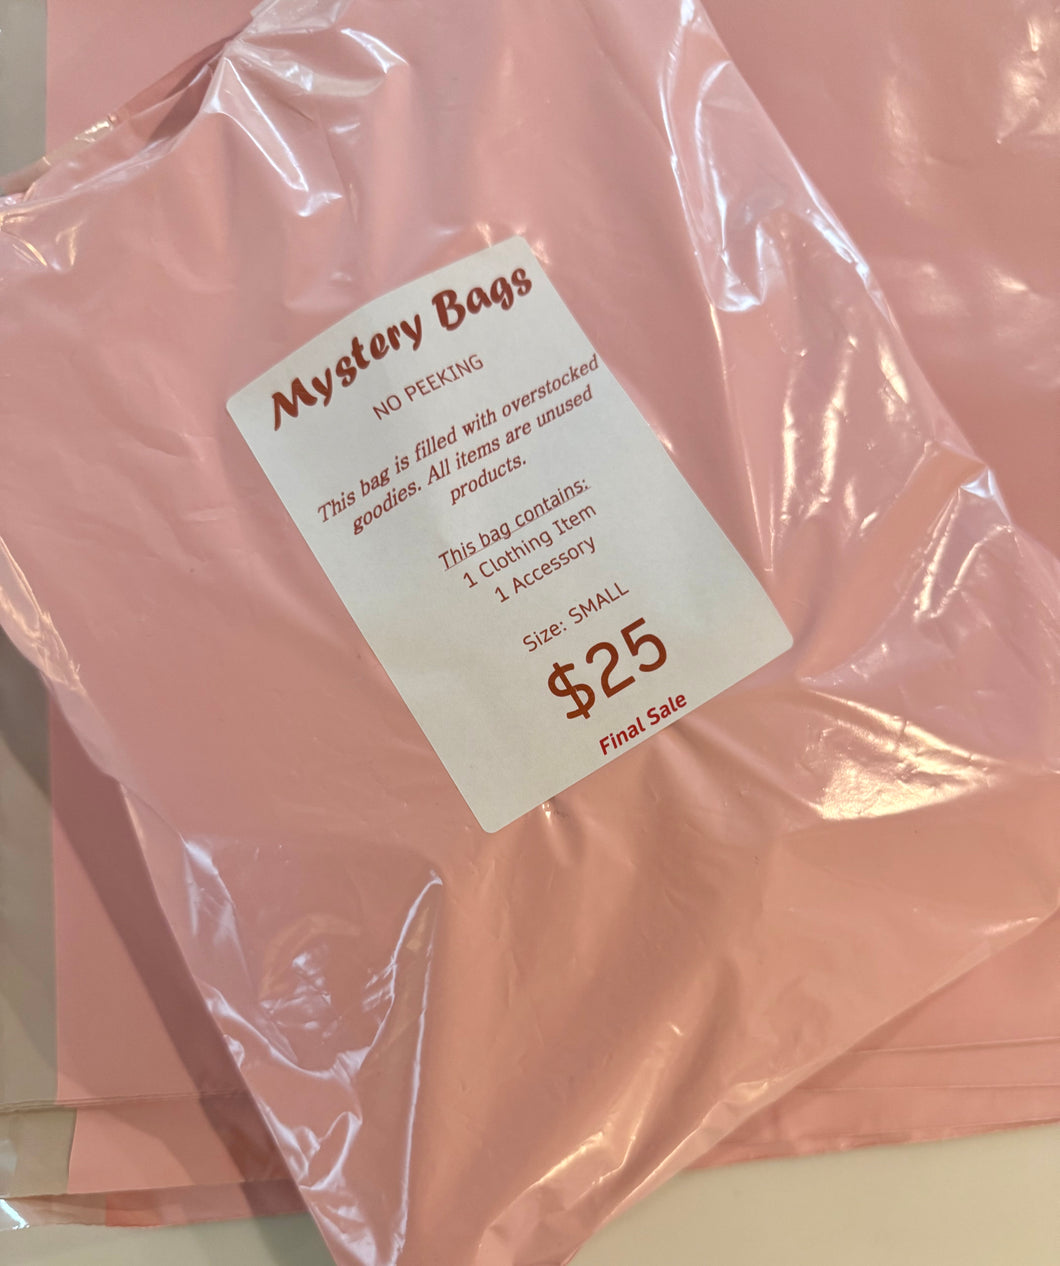 Mystery Bags
NO PEEKING
This bag is filled with overstocked
goodies. All items are unused
products.
This bag contains:
1 Clothing Item
1 Accessory
Size: SMALL
$25
Final Sale